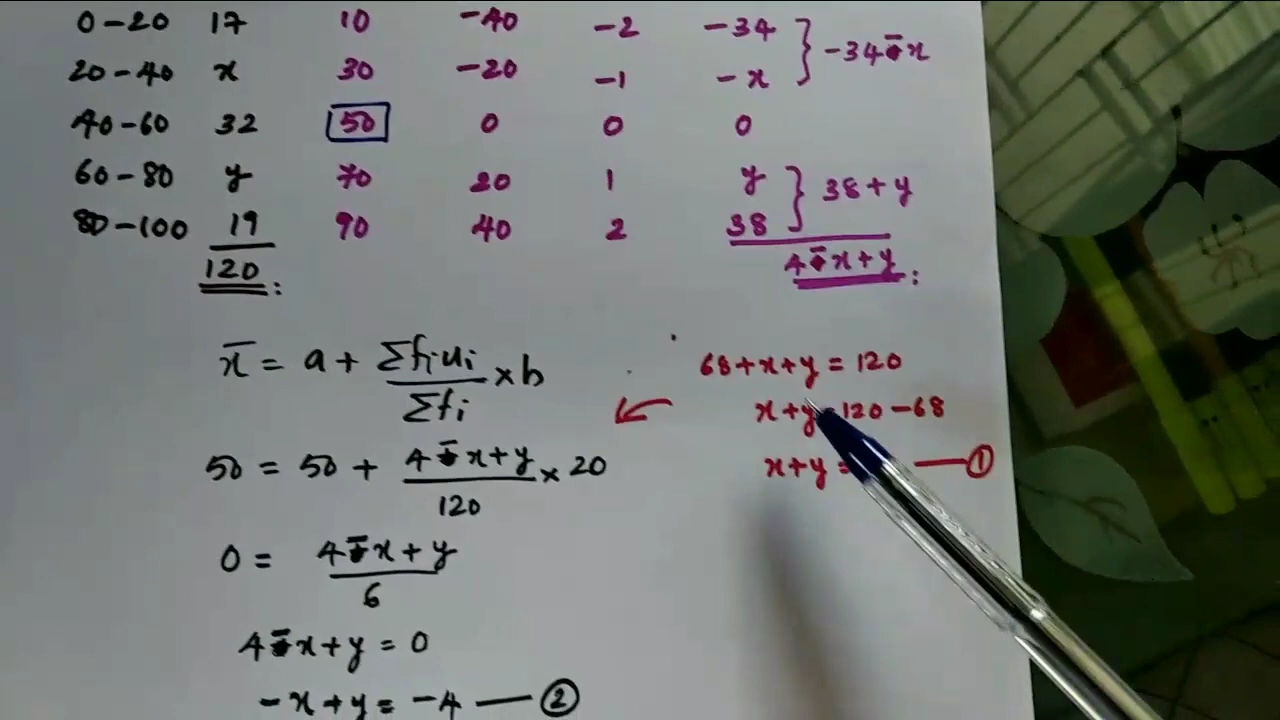 0-20 17 10 -40 -2 -34 } -34-x
20-40 x 30 -20 -1 -x
40-60 32 50 0 0 0
60-80 y 70 20 1 y } 38+y
80-100 19 90 40 2 38
120 : 4-x+y :
x̄ = a + Σfiui/Σfi × b
68+x+y = 120
x+y=120-68
50 = 50 + 4-x+y/120 × 20
x+y = —①
0 = 4-x+y/6
4-x+y = 0
-x+y = -4 —②